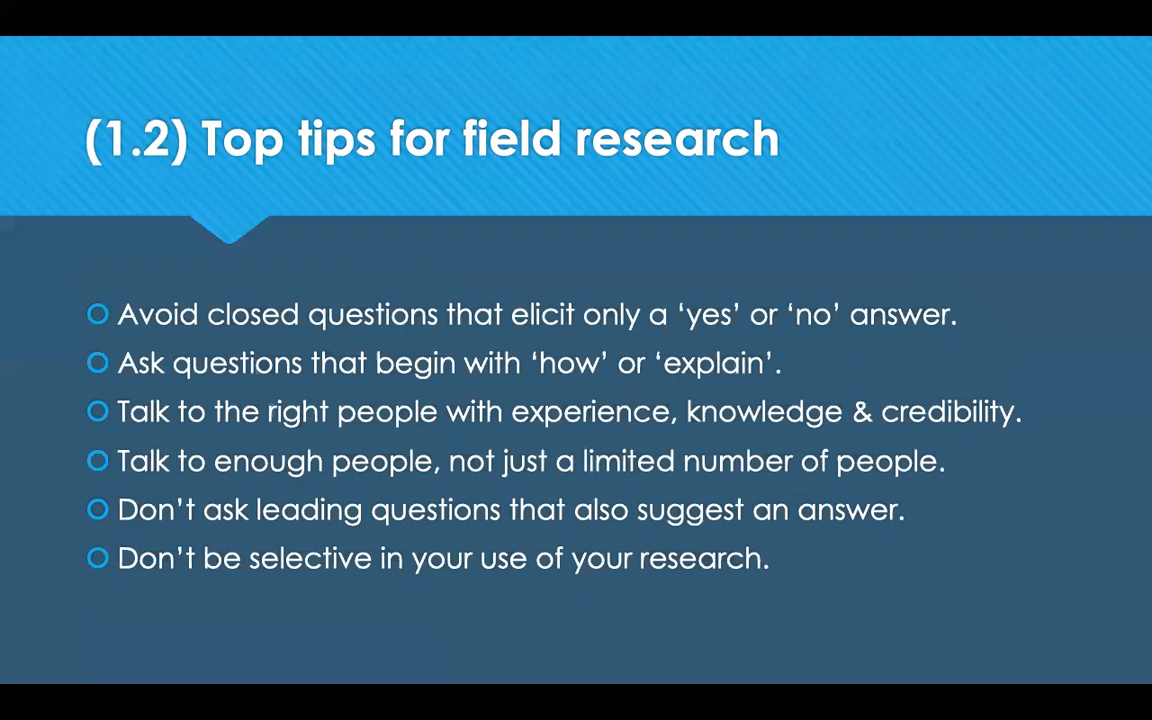 (1.2) Top tips for field research
Avoid closed questions that elicit only a ‘yes’ or ‘no’ answer.
Ask questions that begin with ‘how’ or ‘explain’.
Talk to the right people with experience, knowledge & credibility.
Talk to enough people, not just a limited number of people.
Don’t ask leading questions that also suggest an answer.
Don’t be selective in your use of your research.